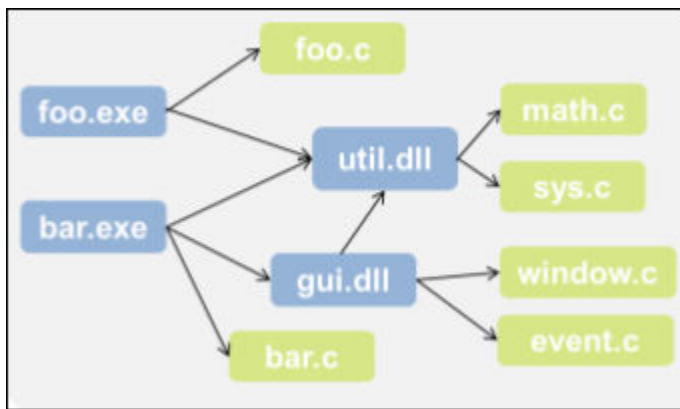 foo.c
foo.exe
math.c
util.dll
sys.c
bar.exe
gui.dll
window.c
event.c
bar.c